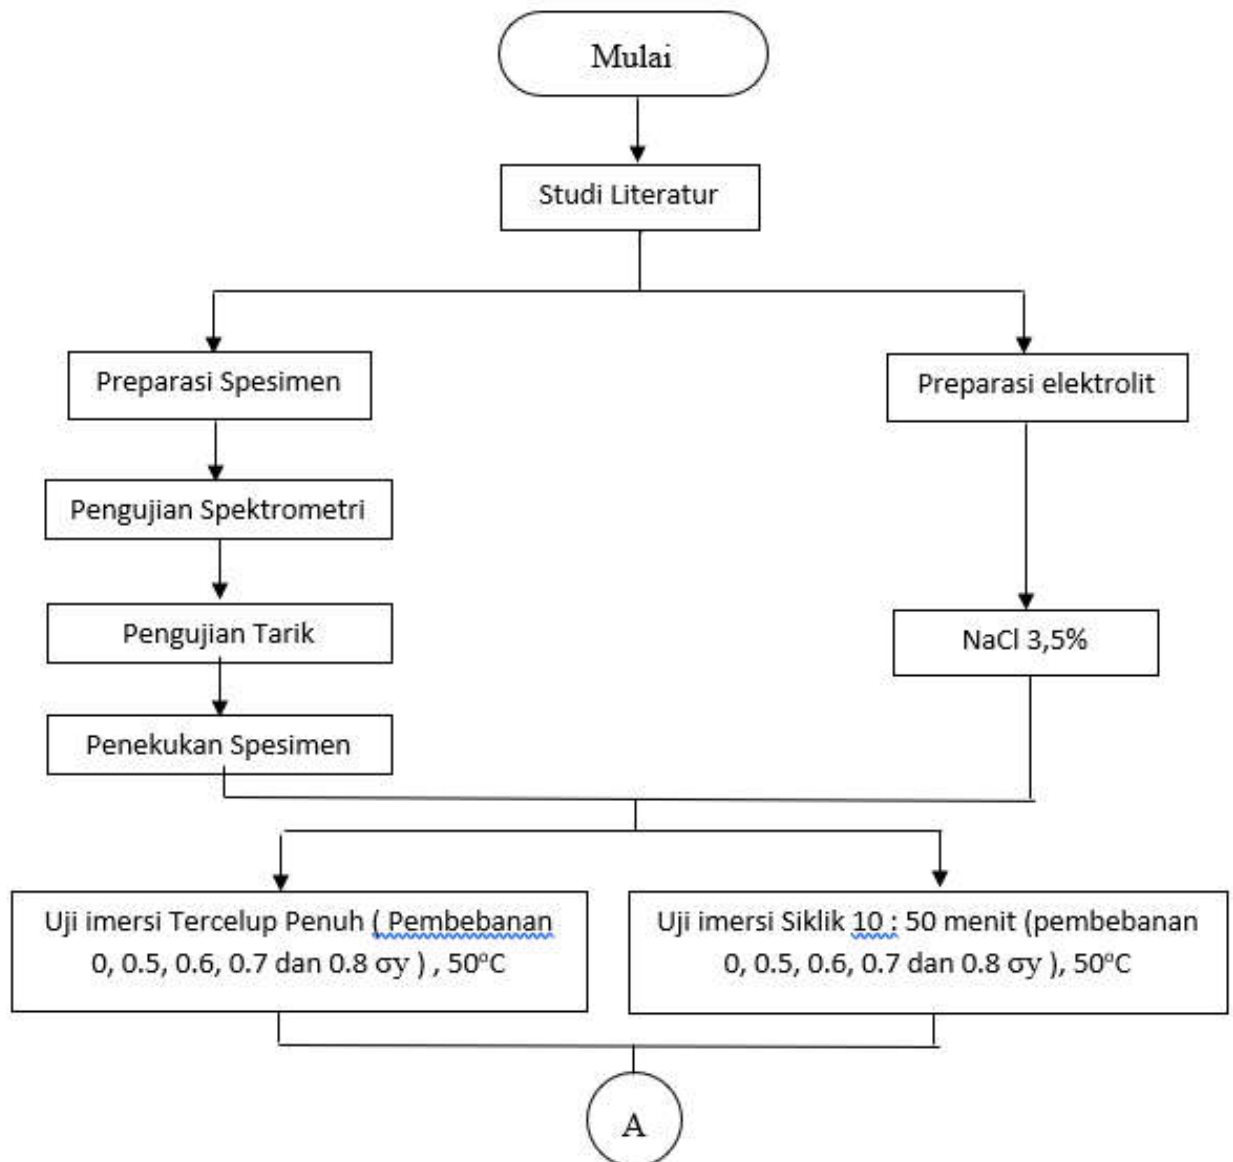 Mulai
Studi Literatur
Preparasi Spesimen
Preparasi elektrolit
Pengujian Spektrometri
Pengujian Tarik
NaCl 3,5%
Penekukan Spesimen
Uji imersi Tercelup Penuh ( Pembebanan
0, 0.5, 0.6, 0.7 dan 0.8 σy ) , 50°C
Uji imersi Siklik 10 : 50 menit (pembebanan
0, 0.5, 0.6, 0.7 dan 0.8 σy ), 50°C
A